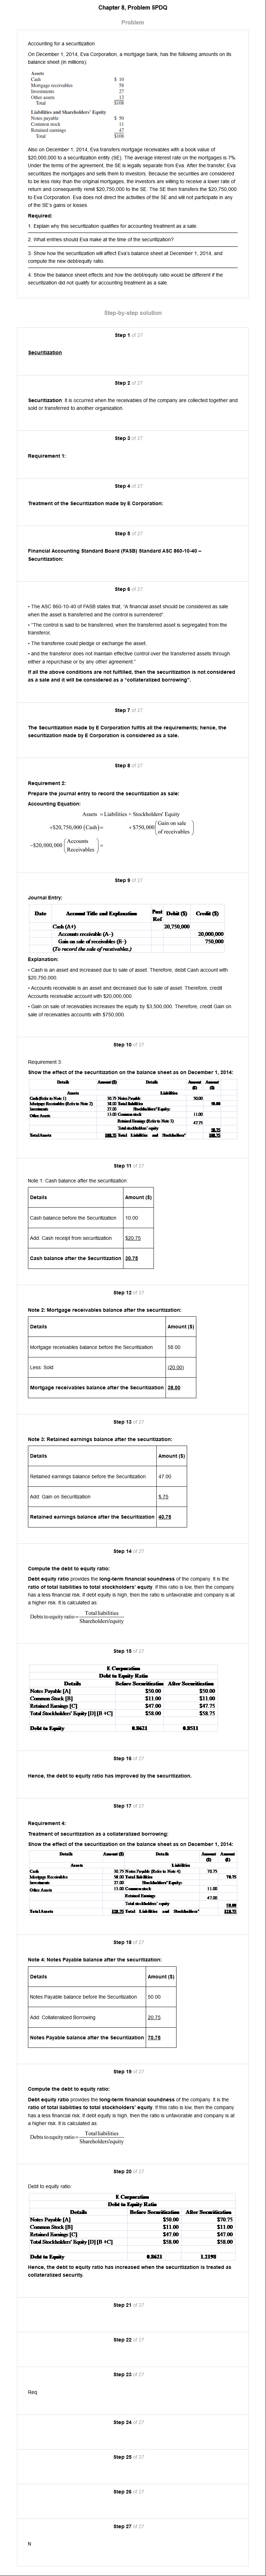 Chapter 8, Problem 5PDQ
Problem
Accounting for a securitization
On December 1, 2014, Eva Corporation, a mortgage bank, has the following amounts on its
balance sheet (in millions):
Assets
Cash $ 10
Mortgage receivables 58
Investments 27
Other assets 13
Total $108
Liabilities and Shareholders' Equity
Notes payable $ 50
Common stock 11
Retained earnings 47
Total $108
Also on December 1, 2014, Eva transfers mortgage receivables with a book value of
$20,000,000 to a securitization entity (SE). The average interest rate on the mortgages is 7%.
Under the terms of the agreement, the SE is legally separate from Eva. After the transfer, Eva
securitizes the mortgages and sells them to investors. Because the securities are considered
to be less risky than the original mortgages, the investors are willing to receive a lower rate of
return and consequently remit $20,750,000 to the SE. The SE then transfers the $20,750,000
to Eva Corporation. Eva does not direct the activities of the SE and will not participate in any
of the SE's gains or losses.
Required:
1. Explain why this securitization qualifies for accounting treatment as a sale.
2. What entries should Eva make at the time of the securitization?
3. Show how the securitization will affect Eva's balance sheet at December 1, 2014, and
compute the new debt/equity ratio.
4. Show the balance sheet effects and how the debt/equity ratio would be different if the
securitization did not qualify for accounting treatment as a sale.
Step-by-step solution
Step 1 of 27
Securitization
Step 2 of 27
Securitization: It is occurred when the receivables of the company are collected together and
sold or transferred to another organization.
Step 3 of 27
Requirement 1:
Step 4 of 27
Treatment of the Securitization made by E Corporation:
Step 5 of 27
Financial Accounting Standard Board (FASB) Standard ASC 860-10-40 –
Securitization:
Step 6 of 27
• The ASC 860-10-40 of FASB states that, "A financial asset should be considered as sale
when the asset is transferred and the control is surrendered".
• "The control is said to be transferred, when the transferred asset is segregated from the
transferor,
• The transferee could pledge or exchange the asset,
• and the transferor does not maintain effective control over the transferred assets through
either a repurchase or by any other agreement."
If all the above conditions are not fulfilled, then the securitization is not considered
as a sale and it will be considered as a "collateralized borrowing".
Step 7 of 27
The Securitization made by E Corporation fulfils all the requirements; hence, the
securitization made by E Corporation is considered as a sale.
Step 8 of 27
Requirement 2:
Prepare the journal entry to record the securitization as sale:
Accounting Equation:
Assets = Liabilities + Stockholders' Equity
+$20,750,000 (Cash)= +$750,000 (Gain on sale of receivables)
−$20,000,000 (Accounts Receivables) =
Step 9 of 27
Journal Entry:
Date Account Title and Explanation Post Ref Debit ($) Credit ($)
Cash (A+) 20,750,000
Accounts receivable (A-) 20,000,000
Gain on sale of receivables (E-) 750,000
(To record the sale of receivables.)
Explanation:
• Cash is an asset and increased due to sale of asset. Therefore, debit Cash account with
$20,750,000.
• Accounts receivable is an asset and decreased due to sale of asset. Therefore, credit
Accounts receivable account with $20,000,000.
• Gain on sale of receivables increases the equity by $3,500,000. Therefore, credit Gain on
sale of receivables account with $750,000.
Step 10 of 27
Requirement 3:
Show the effect of the securitization on the balance sheet as on December 1, 2014:
Details Amount ($) Details Amount ($) Amount ($)
Assets Liabilities
Cash (Refer to Note 1) 30.75 Notes Payable 50.00
Mortgage Receivables (Refer to Note 2) 38.00 Total liabilities 50.00
Investments 27.00 Stockholders' Equity:
Other Assets 13.00 Common stock 11.00
Retained Earnings (Refer to Note 3) 47.75
Total stockholders' equity 58.75
Total Assets 108.75 Total Liabilities and Stockholders' 108.75
Step 11 of 27
Note 1: Cash balance after the securitization:
Details Amount ($)
Cash balance before the Securitization 10.00
Add: Cash receipt from securitization $20.75
Cash balance after the Securitization 30.75
Step 12 of 27
Note 2: Mortgage receivables balance after the securitization:
Details Amount ($)
Mortgage receivables balance before the Securitization 58.00
Less: Sold (20.00)
Mortgage receivables balance after the Securitization 38.00
Step 13 of 27
Note 3: Retained earnings balance after the securitization:
Details Amount ($)
Retained earnings balance before the Securitization 47.00
Add: Gain on Securitization
Retained earnings balance after the Securitization
Step 14 of 27
Compute the debt to equity ratio:
Debt equity ratio provides the long-term financial soundness of the company. It is the
ratio of total liabilities to total stockholders' equity. If this ratio is low, then the company
has a less financial risk. If debt equity is high, then the ratio is unfavorable and company is at
a higher risk. It is calculated as:
Debts to equity ratio = Total liabilities / Shareholders'equity
Step 15 of 27
E Corporation
Debt to Equity Ratio
Details Before Securitization After Securitization
Notes Payable [A] $50.00 $50.00
Common Stock [B] $11.00 $11.00
Retained Earnings [C] $47.00 $47.75
Total Stockholders' Equity [D] [B +C] $58.00 $58.75
Debt to Equity 0.8621 0.8511
Step 16 of 27
Hence, the debt to equity ratio has improved by the securitization.
Step 17 of 27
Requirement 4:
Treatment of securitization as a collateralized borrowing:
Show the effect of the securitization on the balance sheet as on December 1, 2014:
Details Amount ($) Details Amount ($) Amount ($)
Assets Liabilities
Cash 30.75 Notes Payable (Refer to Note 4) 70.75
Mortgage Receivables 58.00 Total liabilities 70.75
Investments 27.00 Stockholders' Equity:
Other Assets 13.00 Common stock 11.00
Retained Earnings 47.00
Total stockholders' equity 58.00
Total Assets 128.75 Total Liabilities and Stockholders' 128.75
Step 18 of 27
Note 4: Notes Payable balance after the securitization:
Details Amount ($)
Notes Payable balance before the Securitization 50.00
Add: Collateralized Borrowing 20.75
Notes Payable balance after the Securitization 70.75
Step 19 of 27
Compute the debt to equity ratio:
Debt equity ratio provides the long-term financial soundness of the company. It is the
ratio of total liabilities to total stockholders' equity. If this ratio is low, then the company
has a less financial risk. If debt equity is high, then the ratio is unfavorable and company is at
a higher risk. It is calculated as:
Debts to equity ratio = Total liabilities / Shareholders'equity
Step 20 of 27
Debt to equity ratio:
E Corporation
Debt to Equity Ratio
Details Before Securitization After Securitization
Notes Payable [A] $50.00 $70.75
Common Stock [B] $11.00 $11.00
Retained Earnings [C] $47.00 $47.00
Total Stockholders' Equity [D] [B +C] $58.00 $58.00
Debt to Equity 0.8621 1.2198
Hence, the debt to equity ratio has increased when the securitization is treated as
collateralized security.
Step 21 of 27
Step 22 of 27
Step 23 of 27
Req
Step 24 of 27
Step 25 of 27
Step 26 of 27
Step 27 of 27
N